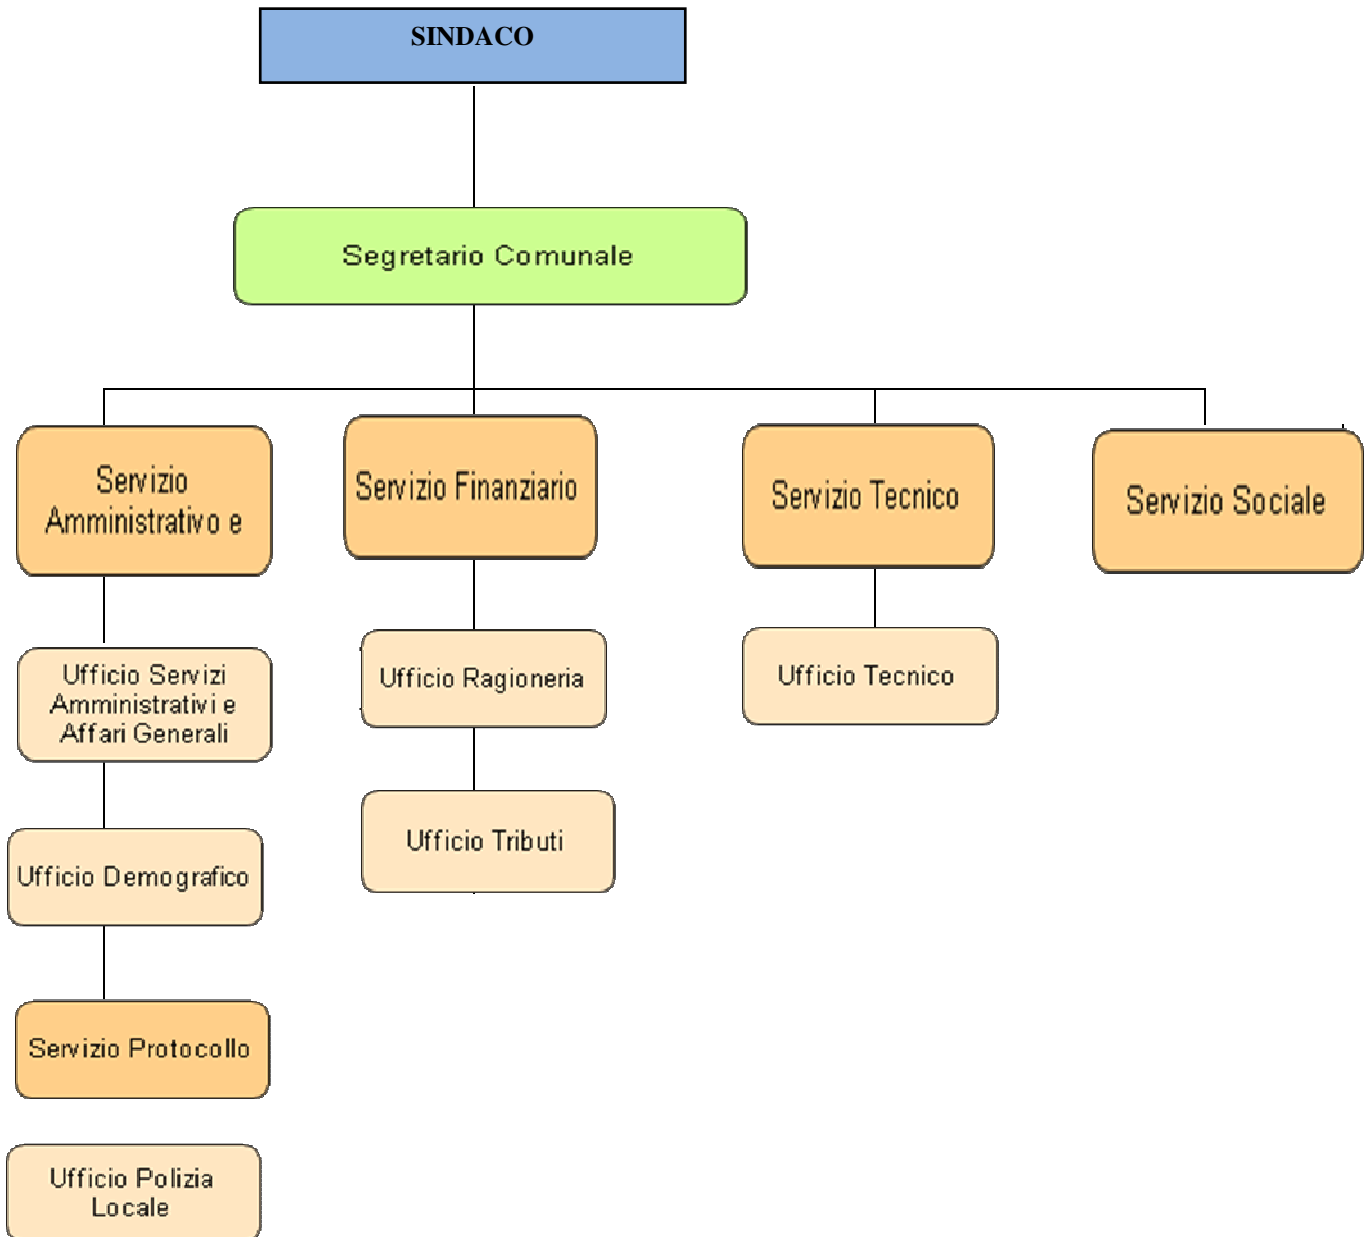 SINDACO
Segretario Comunale
Servizio
Amministrativo e
Servizio Finanziario
Servizio Tecnico
Servizio Sociale
Ufficio Servizi
Amministrativi e
Affari Generali
Ufficio Ragioneria
Ufficio Tecnico
Ufficio Demografico
Ufficio Tributi
Servizio Protocollo
Ufficio Polizia
Locale